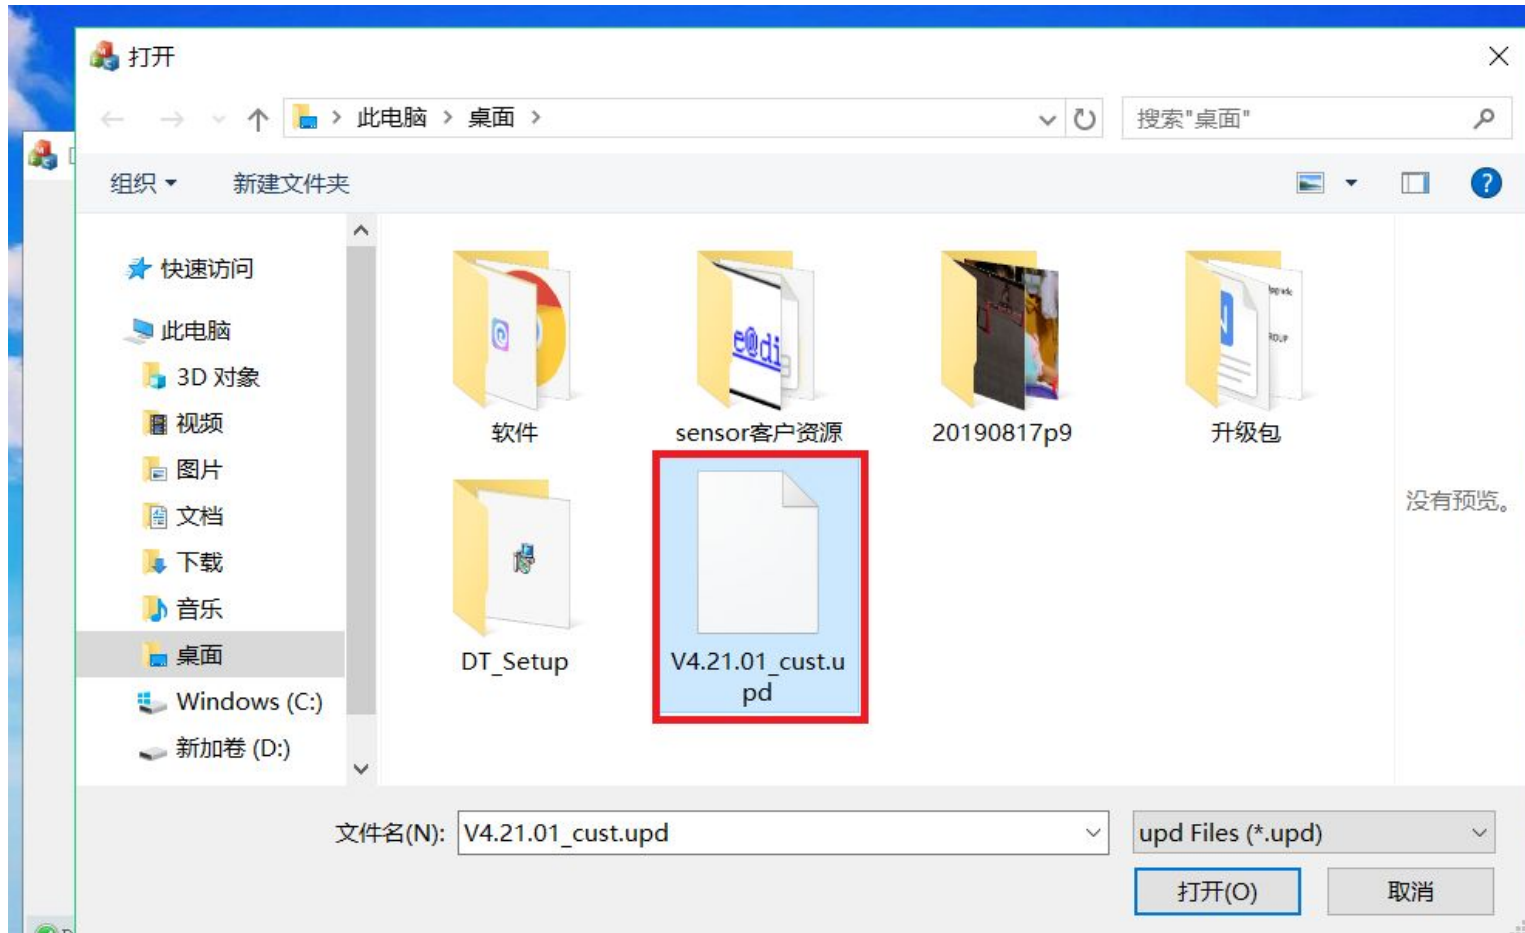 打开
此电脑 > 桌面 >
搜索"桌面"
组织
新建文件夹
快速访问
此电脑
3D 对象
视频
图片
文档
下载
音乐
桌面
Windows (C:)
新加卷 (D:)
e@di
软件
sensor客户资源
20190817p9
升级包
DT_Setup
V4.21.01_cust.u
pd
没有预览。
文件名(N):
V4.21.01_cust.upd
upd Files (*.upd)
打开(O)
取消